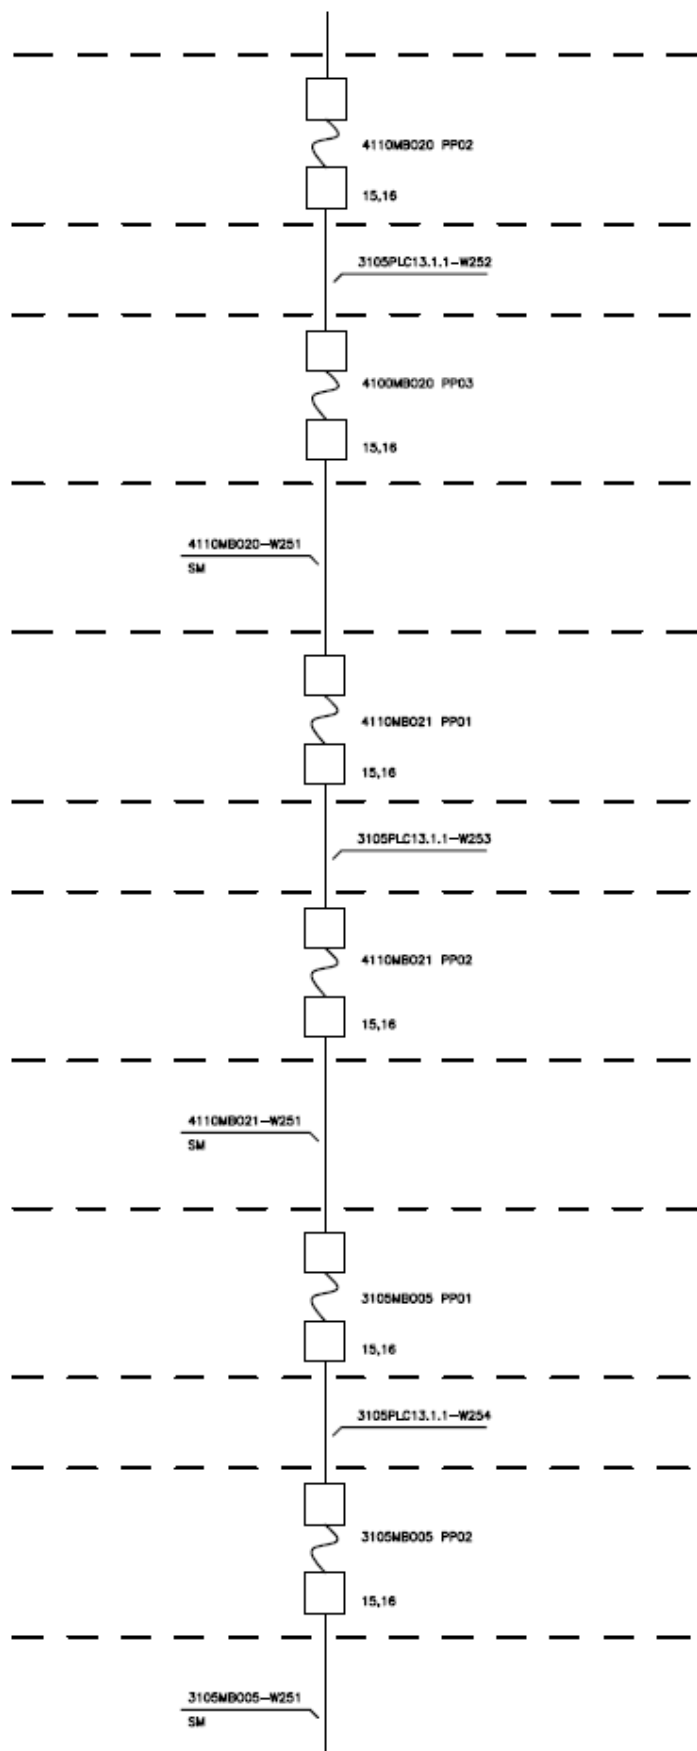 4110MB020 PP02
15,16
3105PLC13.1.1-W252
4100MB020 PP03
15,16
4110MB020-W251
SM
4110MB021 PP01
15,16
3105PLC13.1.1-W253
4110MB021 PP02
15,16
4110MB021-W251
SM
3105MB005 PP01
15,16
3105PLC13.1.1-W254
3105MB005 PP02
15,16
3105MB005-W251
SM